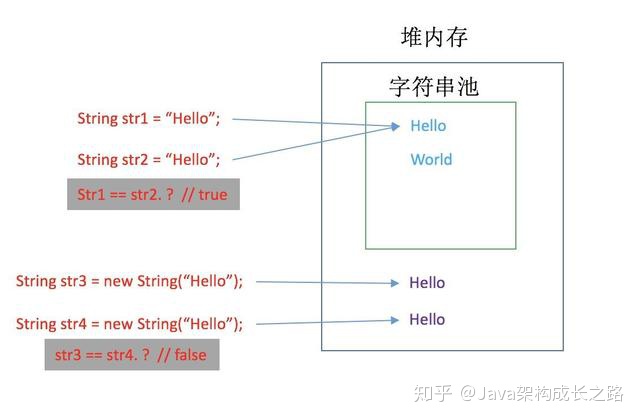 堆内存
字符串池
String str1 = “Hello”;
Hello
String str2 = “Hello”;
World
Str1 == str2. ? // true
String str3 = new String(“Hello”);
Hello
String str4 = new String(“Hello”);
Hello
str3 == str4. ? // false
知乎 @Java架构成长之路